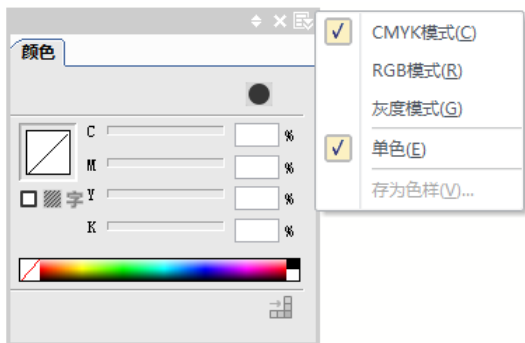 颜色
C %
M %
字 Y %
K %
CMYK模式(C)
RGB模式(R)
灰度模式(G)
单色(E)
存为色样(V)...